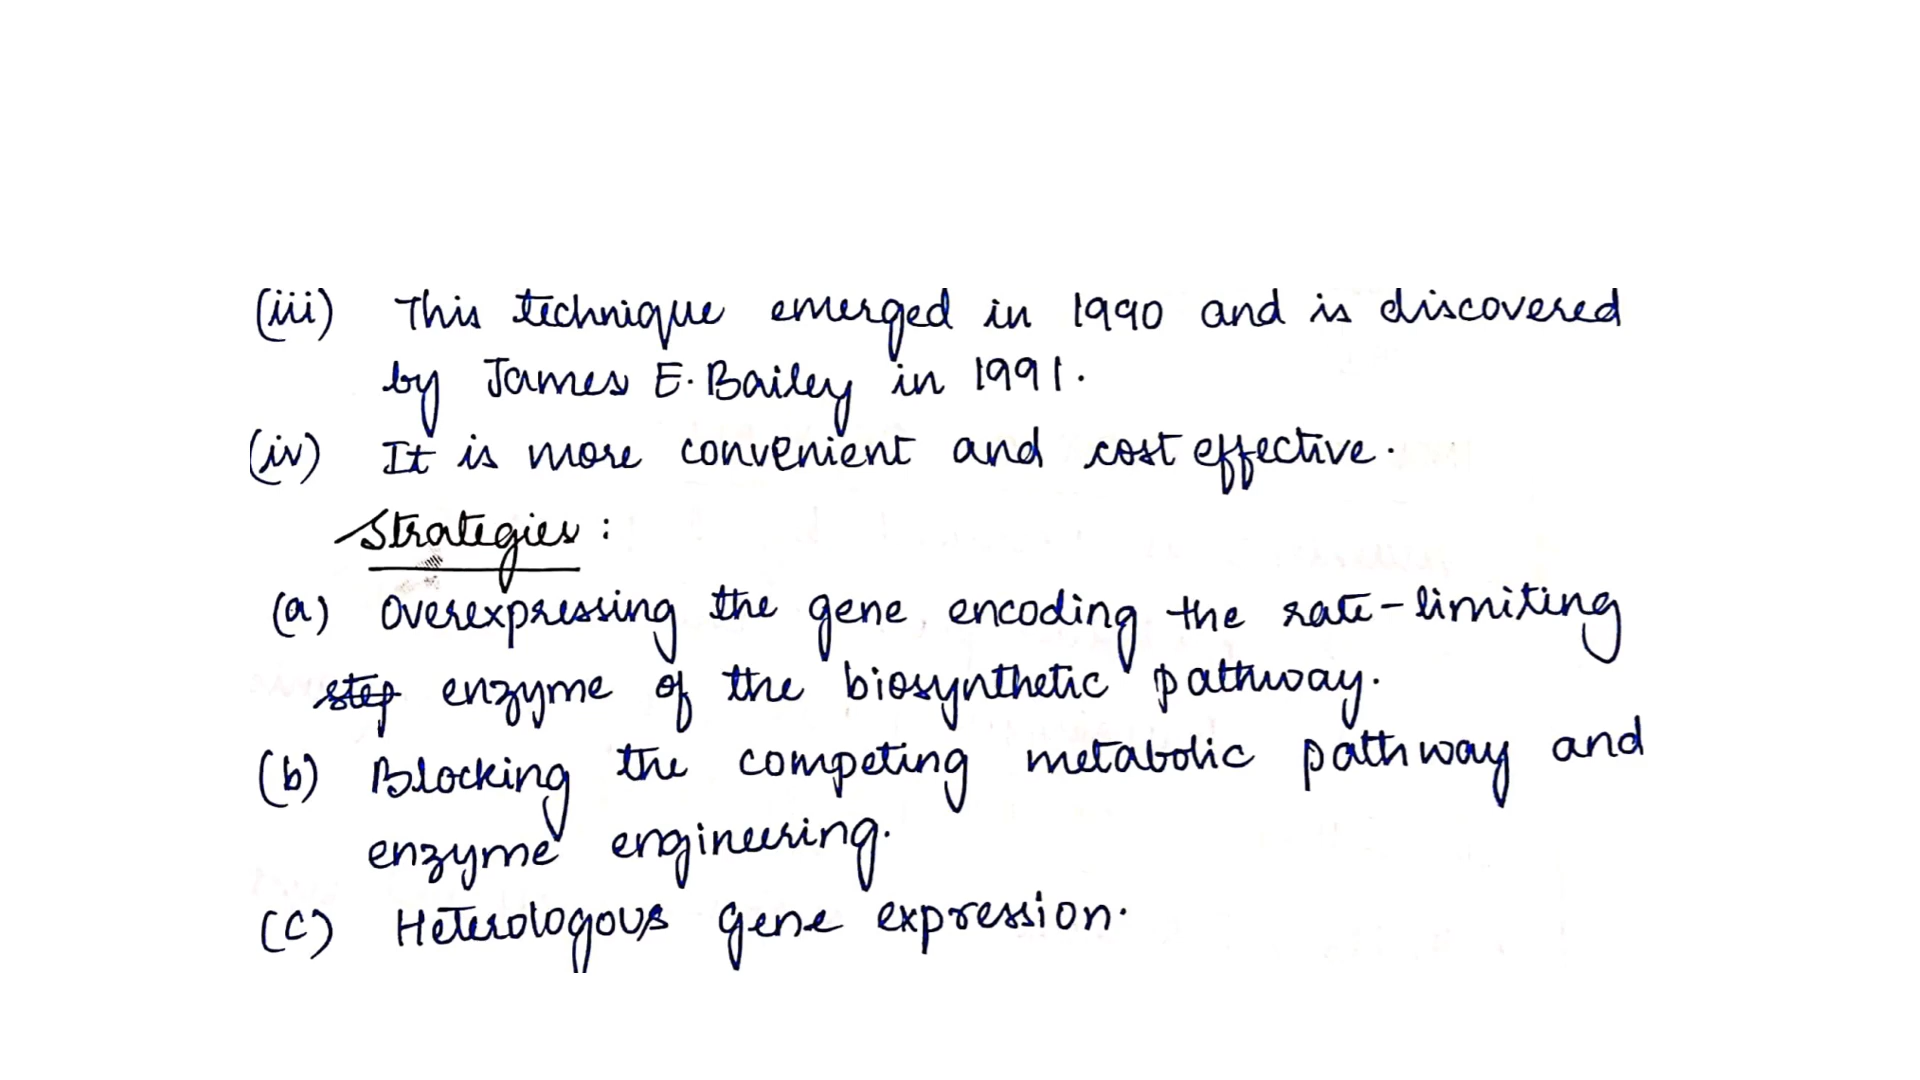 (iii) This technique emerged in 1990 and is discovered
by James E. Bailey in 1991.
(iv) It is more convenient and cost effective.
Strategies :
(a) Overexpressing the gene encoding the rate-limiting
step enzyme of the biosynthetic pathway.
(b) Blocking the competing metabolic pathway and
enzyme engineering.
(c) Heterologous gene expression.